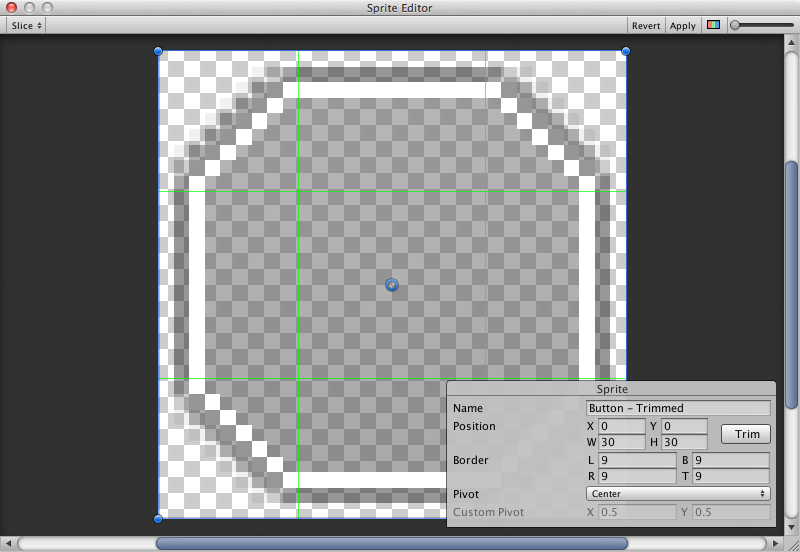 Sprite Editor
Slice Revert Apply
Sprite
Name Button – Trimmed
Position X 0 Y 0
W 30 H 30 Trim
Border L 9 B 9
R 9 T 9
Pivot Center
Custom Pivot X 0.5 Y 0.5